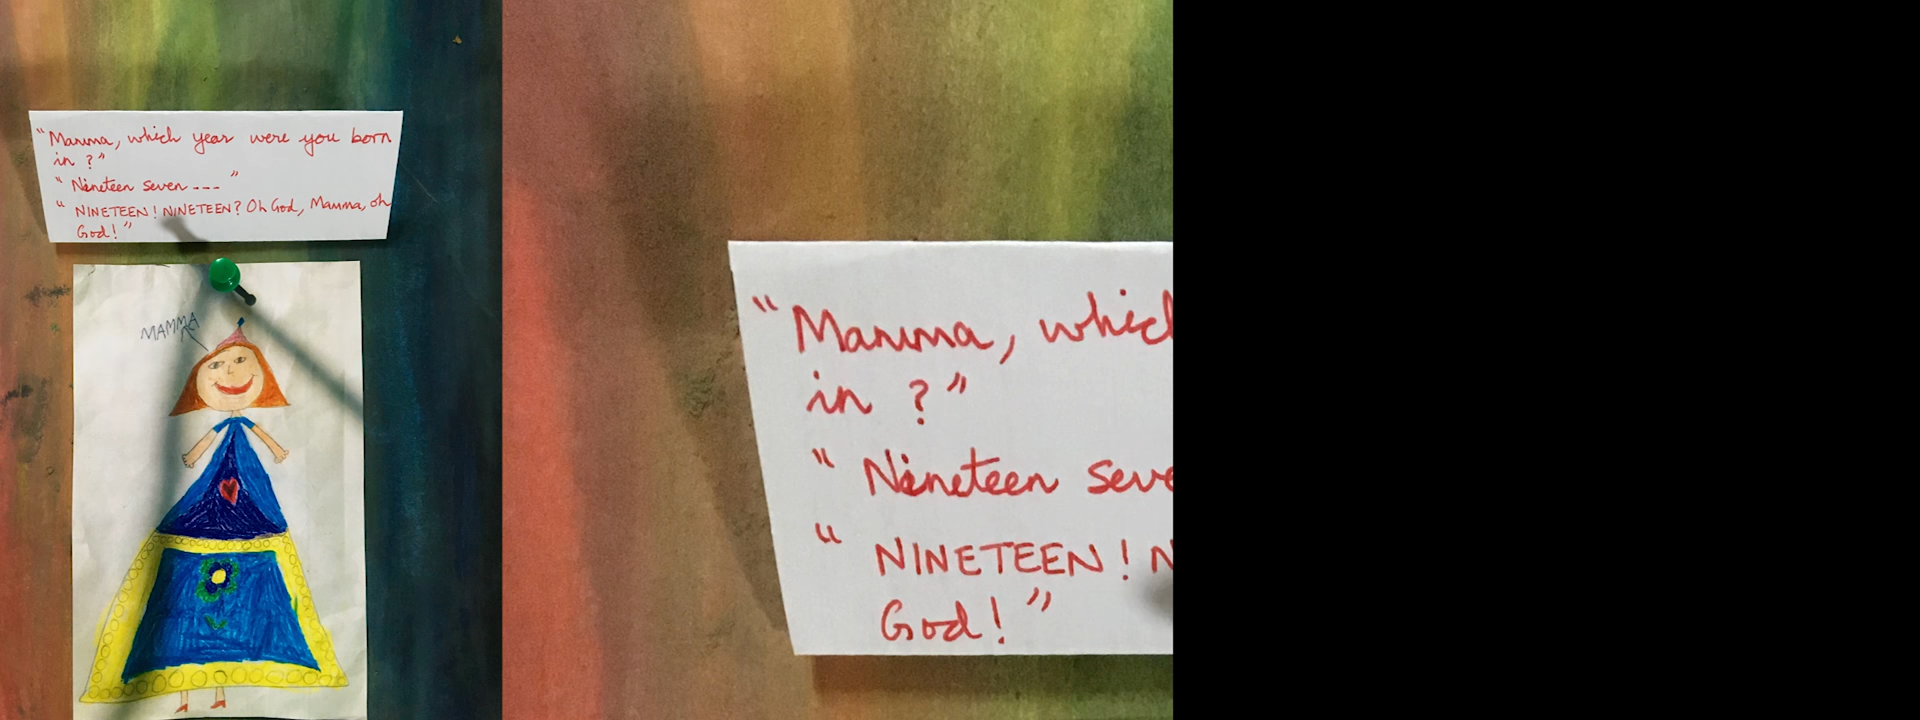 "Mamma, which year were you born
in ?"
"Nineteen seven --- "
"NINETEEN! NINETEEN? Oh God, Mamma, oh
God!"
MAMMA
"Mamma, which
in ?"
"Nineteen seve
"NINETEEN! N
God!"